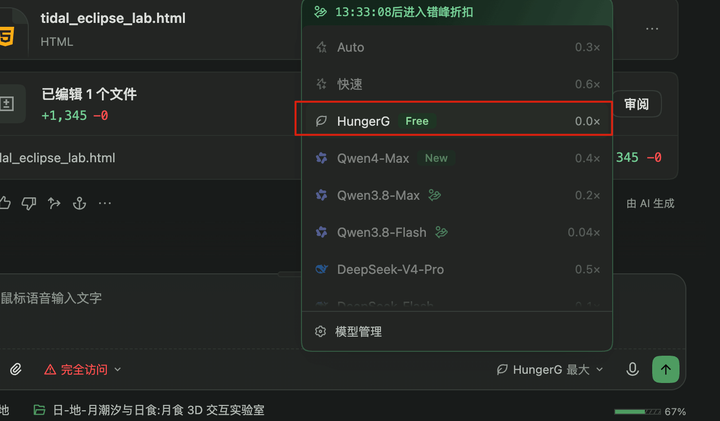 tidal_eclipse_lab.html
HTML
已编辑 1 个文件
+1,345 −0
审阅
dal_eclipse_lab.html
345 −0
由 AI 生成
13:33:08后进入错峰折扣
Auto 0.3×
快速 0.6×
HungerG Free 0.0×
Qwen4-Max New 0.4×
Qwen3.8-Max 0.2×
Qwen3.8-Flash 0.04×
DeepSeek-V4-Pro 0.5×
DeepSeek-Flash
模型管理
鼠标语音输入文字
完全访问
HungerG 最大
地
日-地-月潮汐与日食:月食 3D 交互实验室
67%